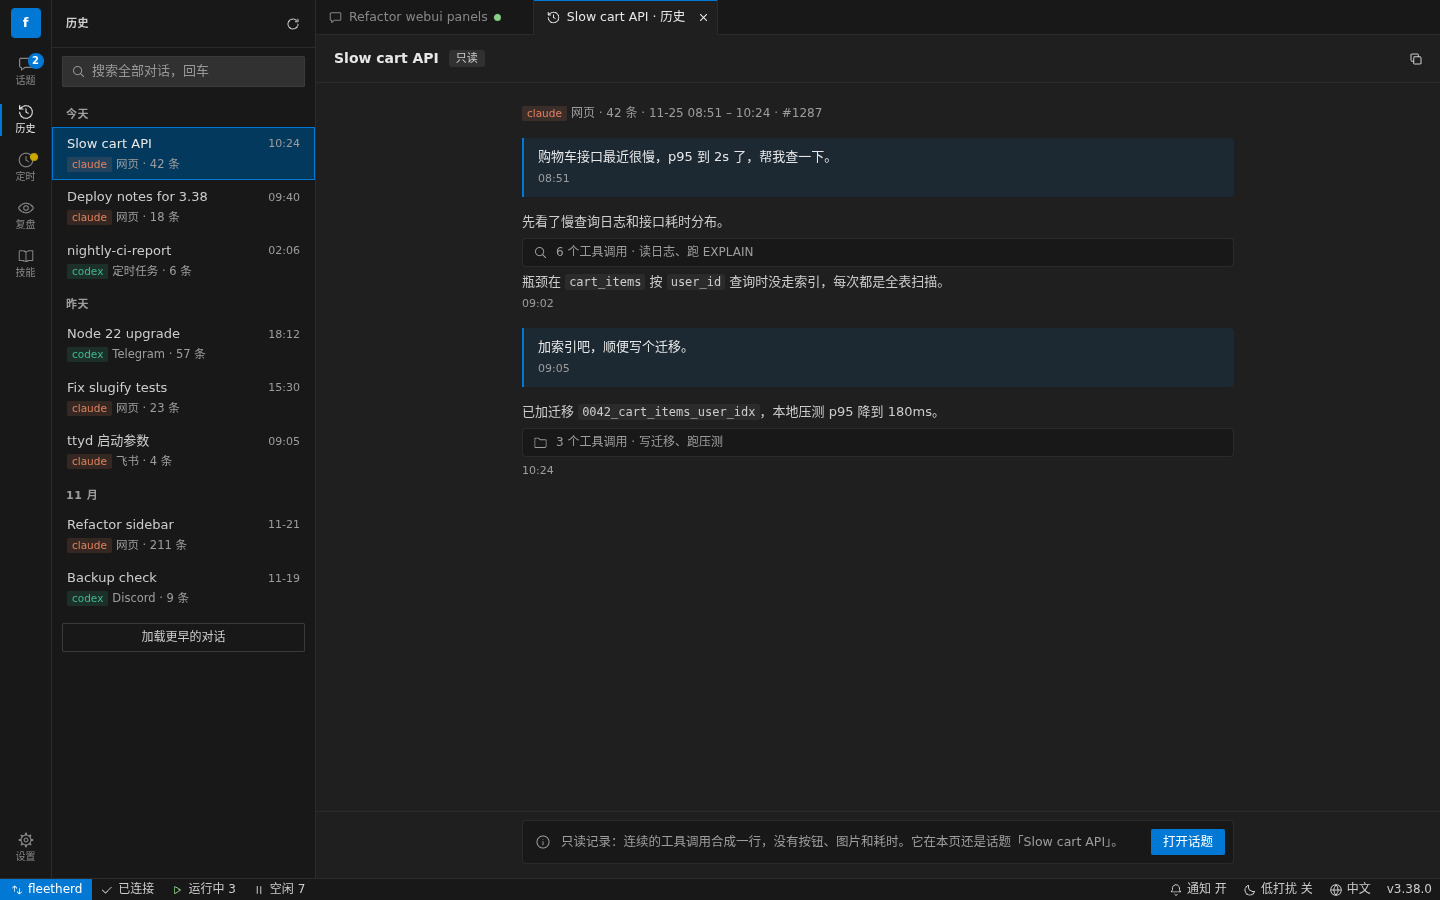 f
2
话题
历史
定时
复盘
技能
设置
历史
搜索全部对话，回车
今天
Slow cart API 10:24
claude 网页 · 42 条
Deploy notes for 3.38 09:40
claude 网页 · 18 条
nightly-ci-report 02:06
codex 定时任务 · 6 条
昨天
Node 22 upgrade 18:12
codex Telegram · 57 条
Fix slugify tests 15:30
claude 网页 · 23 条
ttyd 启动参数 09:05
claude 飞书 · 4 条
11 月
Refactor sidebar 11-21
claude 网页 · 211 条
Backup check 11-19
codex Discord · 9 条
加载更早的对话
Refactor webui panels
Slow cart API · 历史
Slow cart API 只读
claude 网页 · 42 条 · 11-25 08:51 – 10:24 · #1287
购物车接口最近很慢，p95 到 2s 了，帮我查一下。
08:51
先看了慢查询日志和接口耗时分布。
6 个工具调用 · 读日志、跑 EXPLAIN
瓶颈在 cart_items 按 user_id 查询时没走索引，每次都是全表扫描。
09:02
加索引吧，顺便写个迁移。
09:05
已加迁移 0042_cart_items_user_idx，本地压测 p95 降到 180ms。
3 个工具调用 · 写迁移、跑压测
10:24
只读记录：连续的工具调用合成一行，没有按钮、图片和耗时。它在本页还是话题「Slow cart API」。
打开话题
fleetherd 已连接 运行中 3 空闲 7 通知 开 低打扰 关 中文 v3.38.0